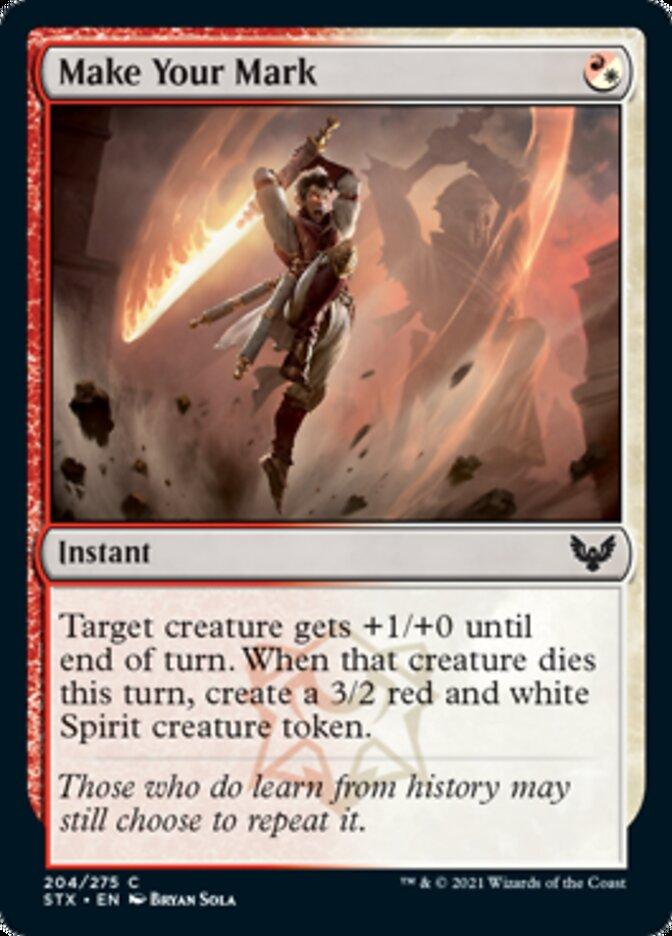 Make Your Mark
Instant
Target creature gets +1/+0 until
end of turn. When that creature dies
this turn, create a 3/2 red and white
Spirit creature token.
Those who do learn from history may
still choose to repeat it.
204/275 C
STX • EN Bryan Sola
™ & © 2021 Wizards of the Coast